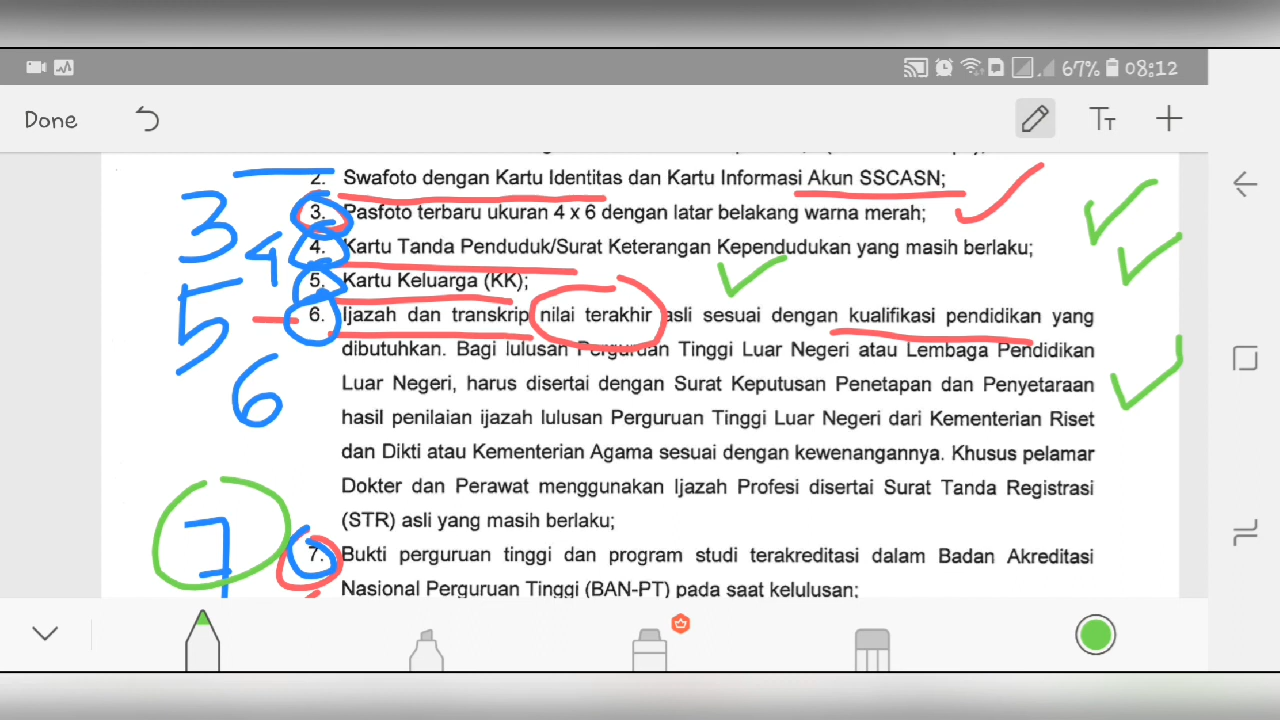 67% 08:12
Done TT
2. Swafoto dengan Kartu Identitas dan Kartu Informasi Akun SSCASN;
3 3. Pasfoto terbaru ukuran 4 x 6 dengan latar belakang warna merah;
4 4. Kartu Tanda Penduduk/Surat Keterangan Kependudukan yang masih berlaku;
5. Kartu Keluarga (KK);
5 6. Ijazah dan transkrip nilai terakhir asli sesuai dengan kualifikasi pendidikan yang
dibutuhkan. Bagi lulusan Perguruan Tinggi Luar Negeri atau Lembaga Pendidikan
6 Luar Negeri, harus disertai dengan Surat Keputusan Penetapan dan Penyetaraan
hasil penilaian ijazah lulusan Perguruan Tinggi Luar Negeri dari Kementerian Riset
dan Dikti atau Kementerian Agama sesuai dengan kewenangannya. Khusus pelamar
Dokter dan Perawat menggunakan Ijazah Profesi disertai Surat Tanda Registrasi
(STR) asli yang masih berlaku;
7 7. Bukti perguruan tinggi dan program studi terakreditasi dalam Badan Akreditasi
Nasional Perguruan Tinggi (BAN-PT) pada saat kelulusan;